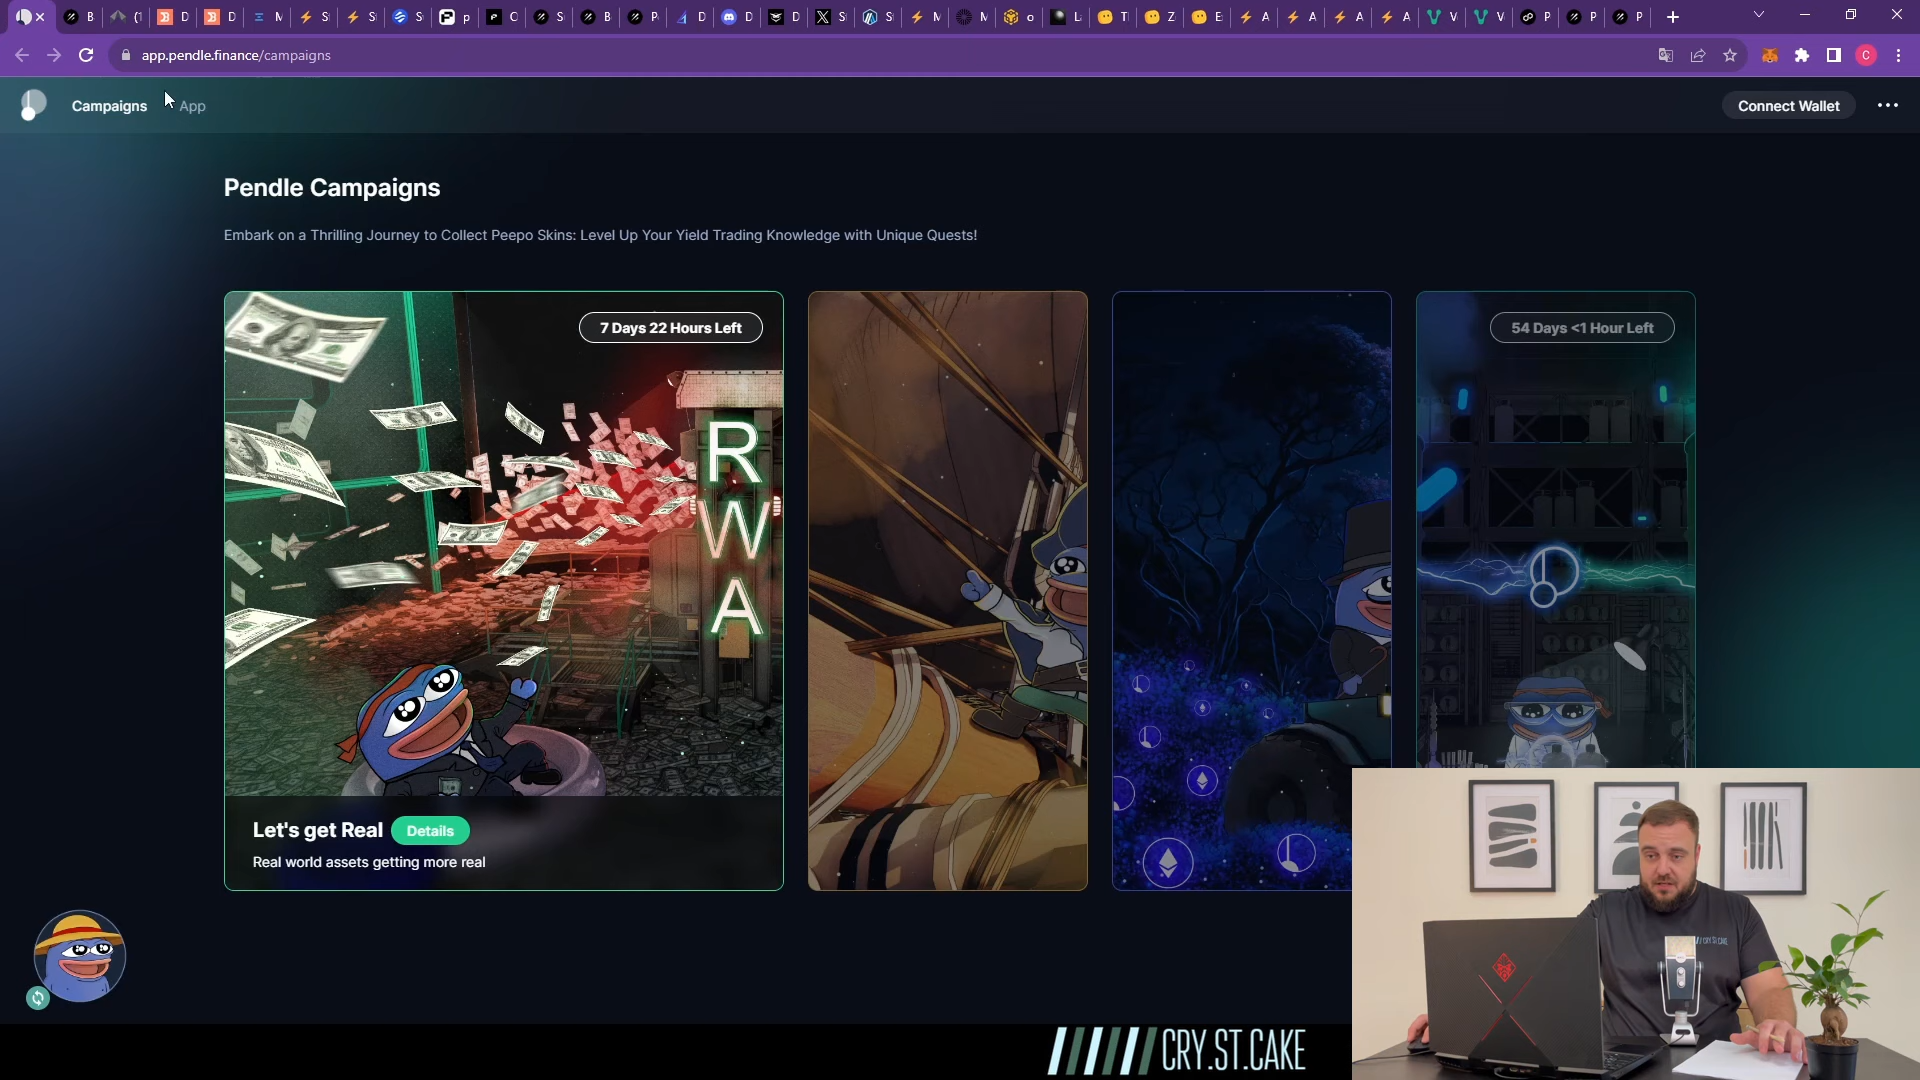 B
(1
D
D
M
S
S
S
p
C
S
B
P
D
D
D
S
S
M
M
o
L
T
Z
E
A
A
A
A
V
V
P
P
P
app.pendle.finance/campaigns
C
Campaigns
App
Connect Wallet
Pendle Campaigns
Embark on a Thrilling Journey to Collect Peepo Skins: Level Up Your Yield Trading Knowledge with Unique Quests!
7 Days 22 Hours Left
54 Days <1 Hour Left
R
W
A
Let's get Real
Details
Real world assets getting more real
CRY.ST.CAKE